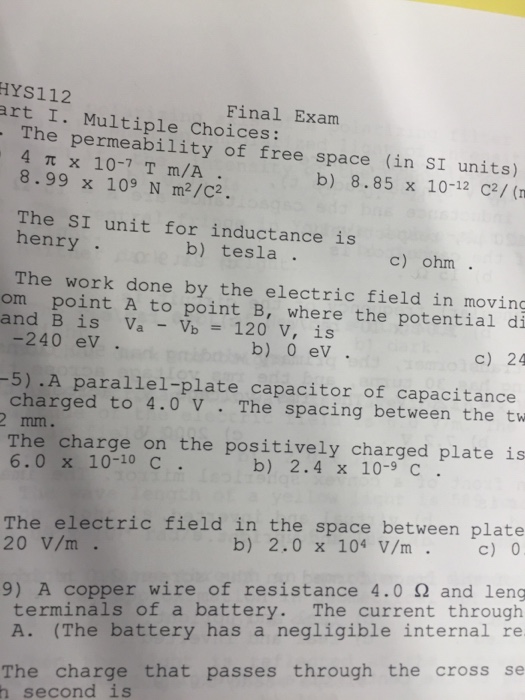 HYS112
Final Exam
art I. Multiple Choices:
The permeability of free space (in SI units)
4 π x 10⁻⁷ T m/A . b) 8.85 x 10⁻¹² C²/(
8.99 x 10⁹ N m²/C².
The SI unit for inductance is
henry . b) tesla . c) ohm .
The work done by the electric field in moving
om point A to point B, where the potential di
and B is Va - Vb = 120 V, is
-240 eV . b) 0 eV . c) 24
-5).A parallel-plate capacitor of capacitance
charged to 4.0 V . The spacing between the tw
2 mm.
The charge on the positively charged plate is
6.0 x 10⁻¹⁰ C . b) 2.4 x 10⁻⁹ C .
The electric field in the space between plate
20 V/m . b) 2.0 x 10⁴ V/m . c) 0
9) A copper wire of resistance 4.0 Ω and leng
terminals of a battery. The current through
A. (The battery has a negligible internal re
The charge that passes through the cross se
h second is